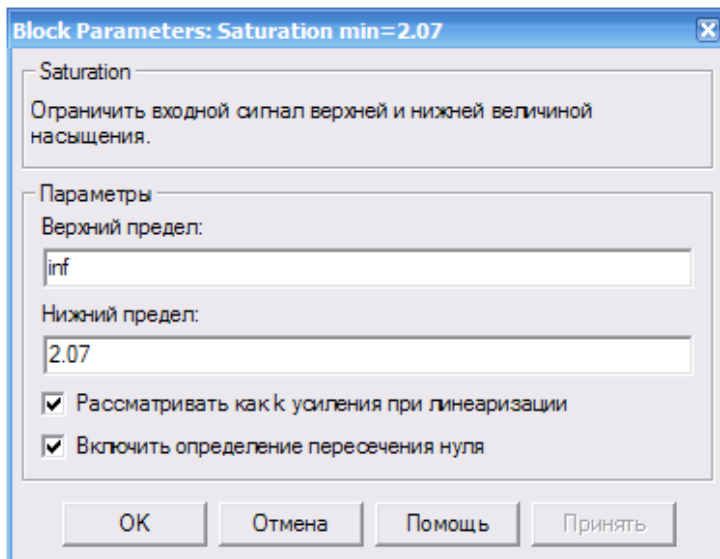 Block Parameters: Saturation min=2.07
Saturation
Ограничить входной сигнал верхней и нижней величиной
насыщения.
Параметры
Верхний предел:
inf
Нижний предел:
2.07
Рассматривать как k усиления при линеаризации
Включить определение пересечения нуля
OK
Отмена
Помощь
Принять